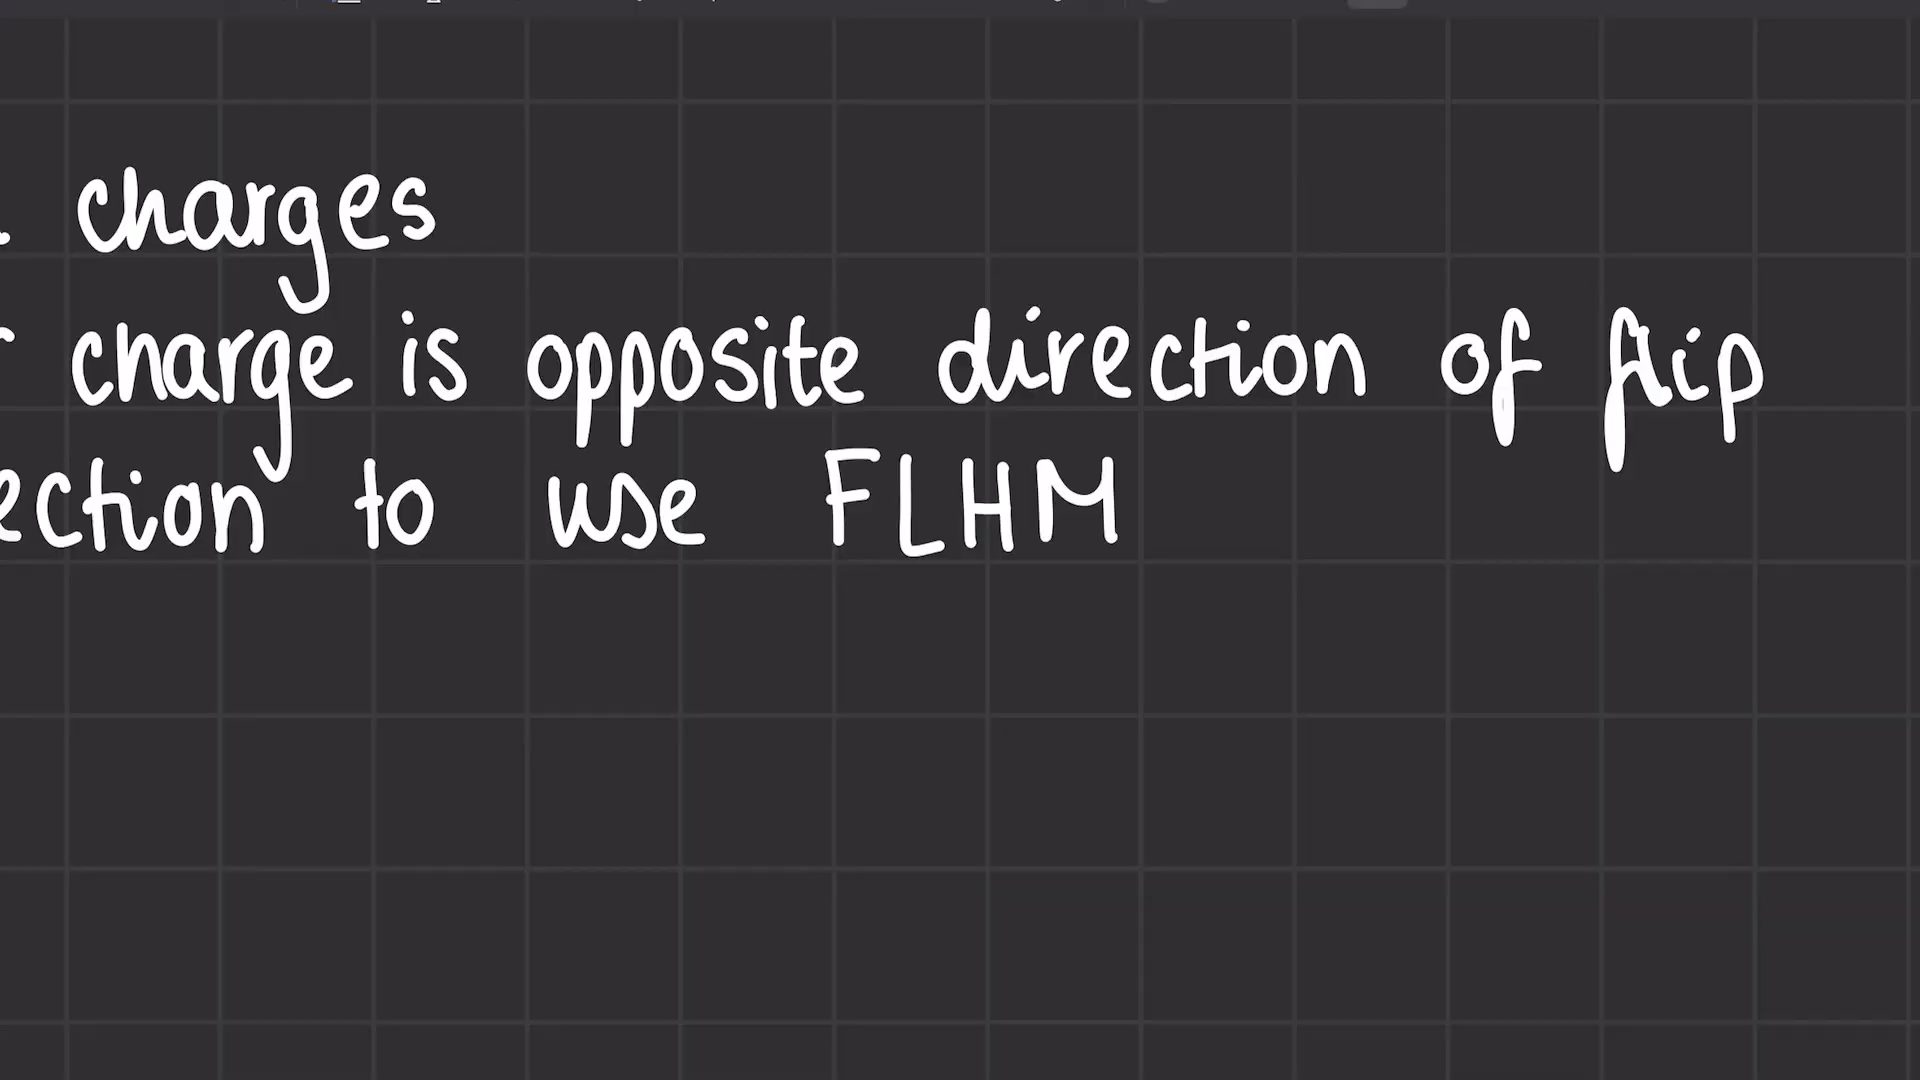 charges
charge is opposite direction of flip
ection to use FLHM